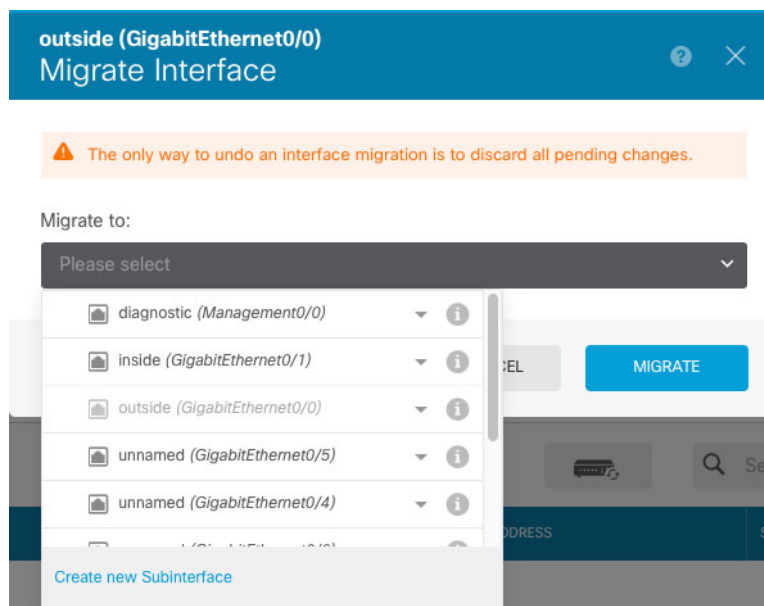 outside (GigabitEthernet0/0)
Migrate Interface
The only way to undo an interface migration is to discard all pending changes.
Migrate to:
Please select
diagnostic (Management0/0)
inside (GigabitEthernet0/1)
EL
MIGRATE
outside (GigabitEthernet0/0)
unnamed (GigabitEthernet0/5)
unnamed (GigabitEthernet0/4)
DDRESS
Create new Subinterface